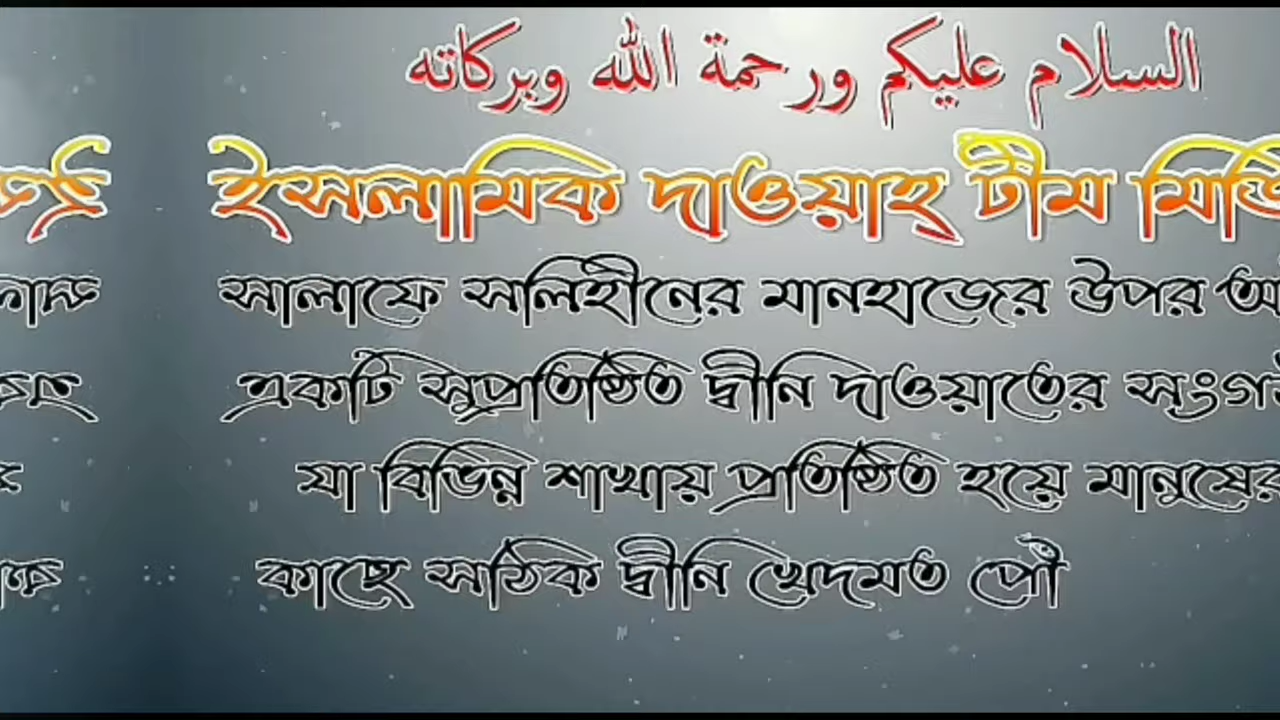 السلام عليكم ورحمة الله وبركاته
ইসলামিক দাওয়াহ টীম
সালাফে সলিহীনের মানহাজের উপর
একটি সুপ্রতিষ্ঠিত দ্বীনি দাওয়াতের
যা বিভিন্ন শাখায় প্রতিষ্ঠিত হয়ে মানুষের
কাছে সঠিক দ্বীনি খেদমত পৌ